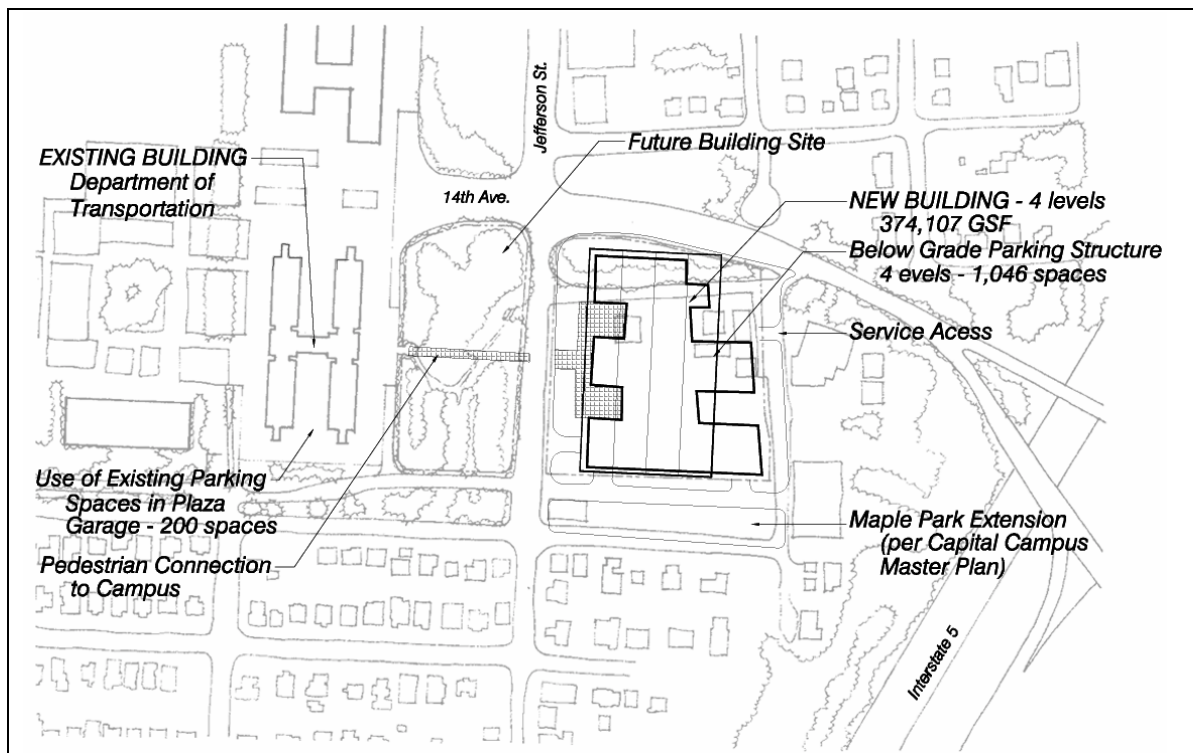 Jefferson St.
Future Building Site
EXISTING BUILDING
Department of
Transportation
14th Ave.
NEW BUILDING - 4 levels
374,107 GSF
Below Grade Parking Structure
4 evels - 1,046 spaces
Service Acess
Use of Existing Parking
Spaces in Plaza
Garage - 200 spaces
Pedestrian Connection
to Campus
Maple Park Extension
(per Capital Campus
Master Plan)
Interstate 5